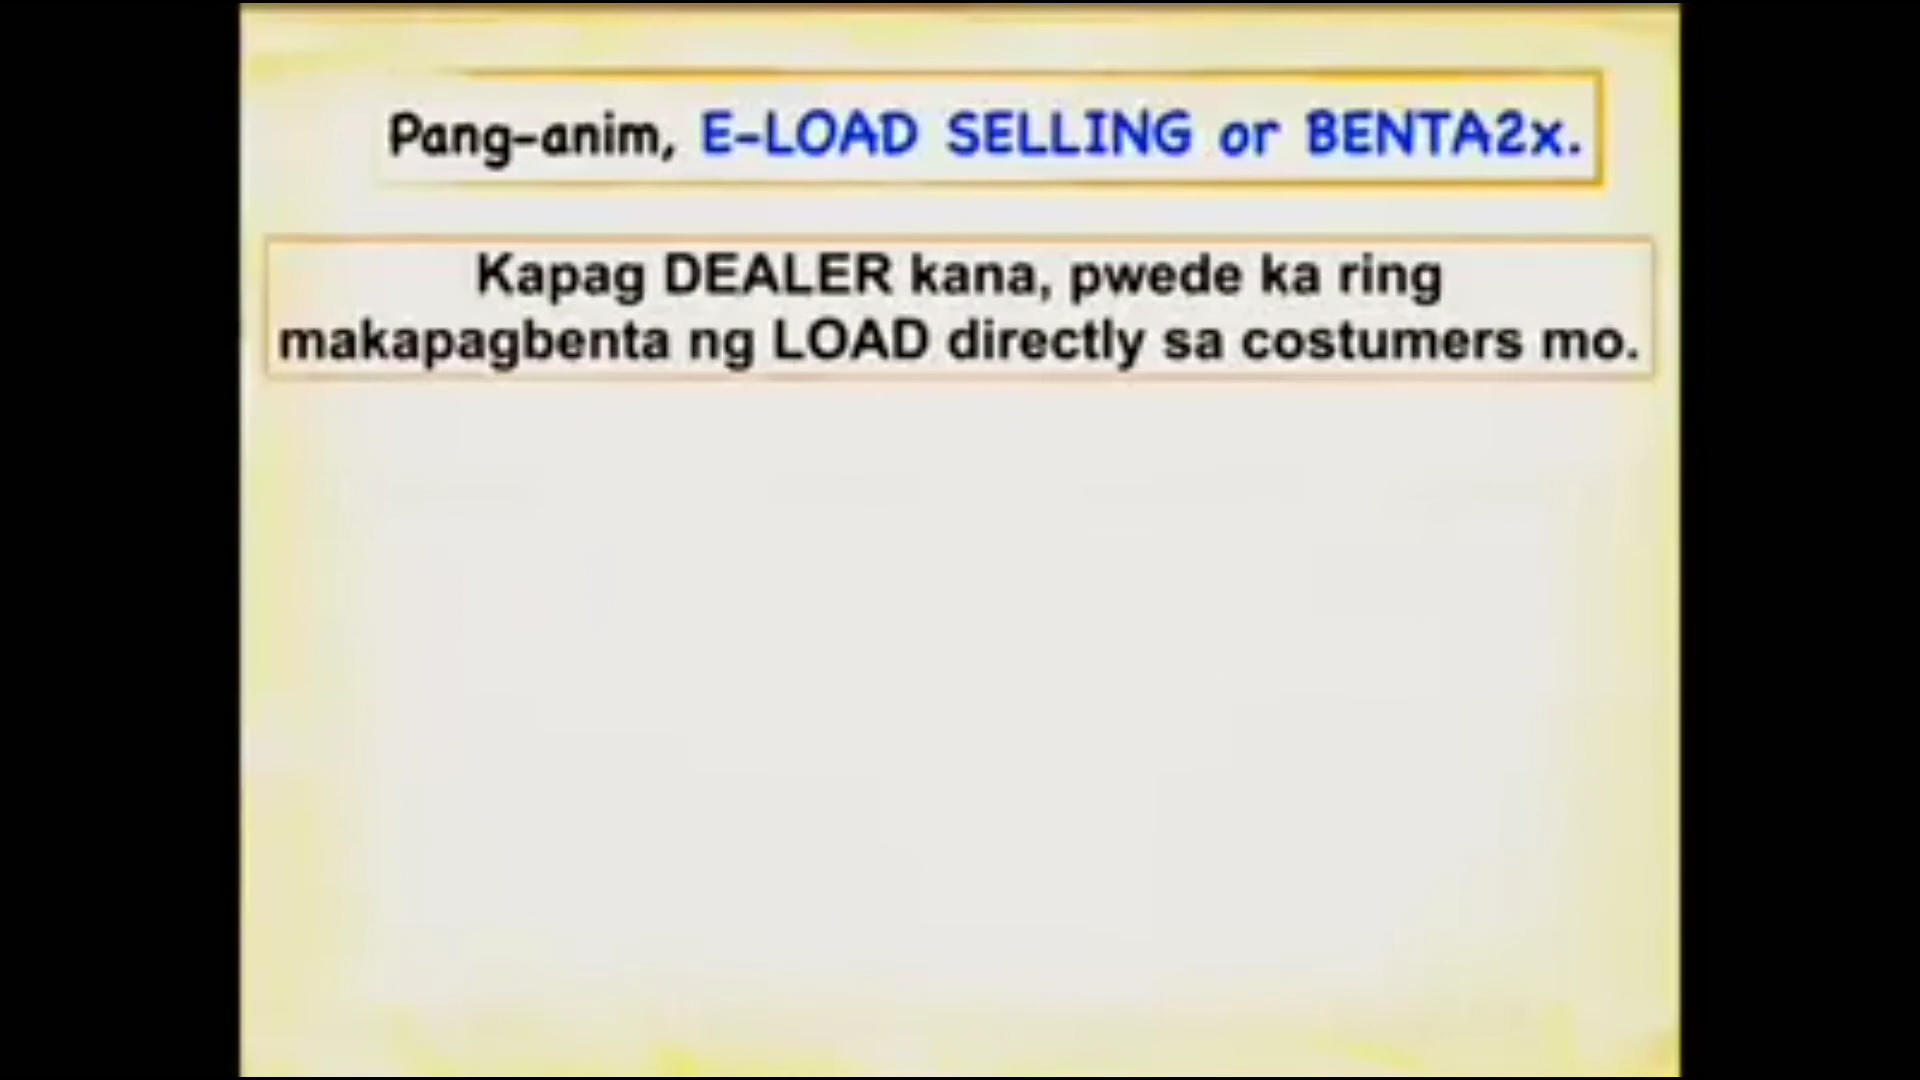 Pang-anim, E-LOAD SELLING or BENTA2x.
Kapag DEALER kana, pwede ka ring
makapagbenta ng LOAD directly sa costumers mo.